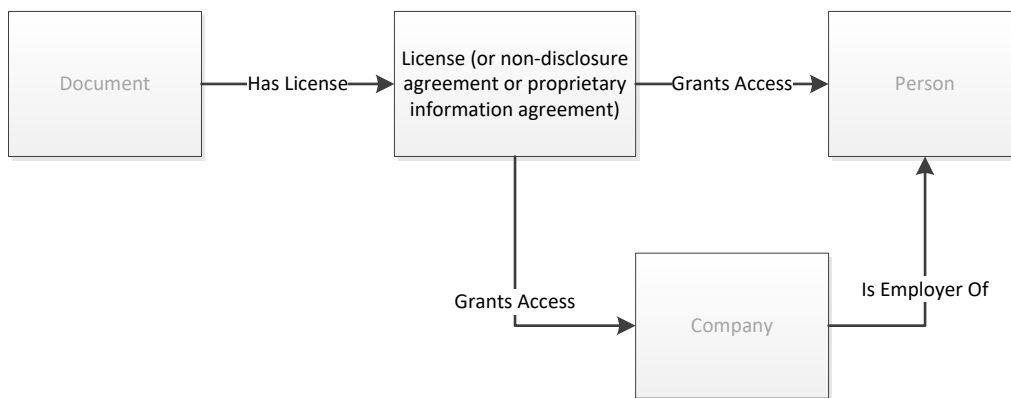 License (or non-disclosure
Document
Has License
agreement or proprietary
Grants Access
Person
information agreement)
Grants Access
Is Employer Of
Company